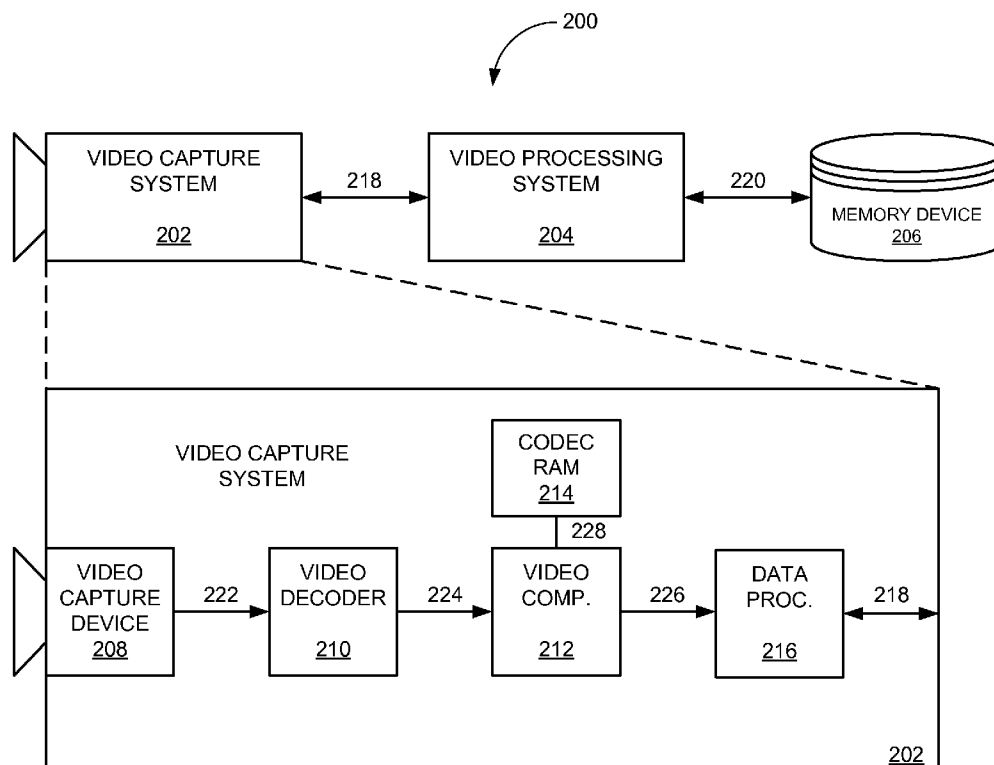 200
VIDEO CAPTURE
SYSTEM
202
218
VIDEO PROCESSING
SYSTEM
204
220
MEMORY DEVICE
206
VIDEO CAPTURE
SYSTEM
CODEC
RAM
214
228
VIDEO
CAPTURE
DEVICE
208
222
VIDEO
DECODER
210
224
VIDEO
COMP.
212
226
DATA
PROC.
216
218
202